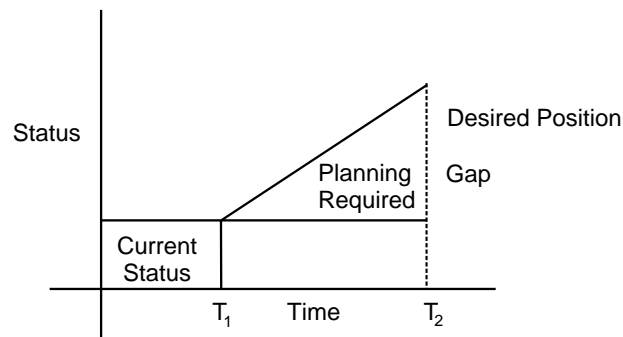 Status
Desired Position
Planning
Required
Gap
Current
Status
T1
Time
T2